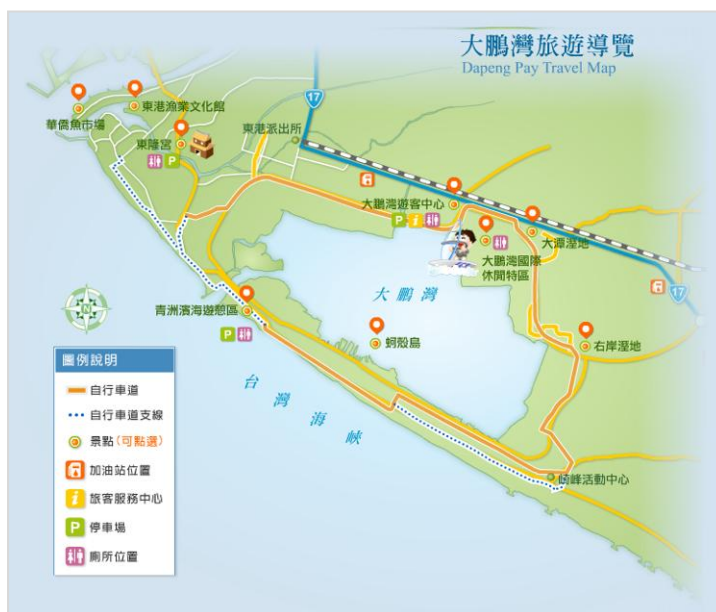 大鵬灣旅遊導覽
Dapeng Pay Travel Map
17
東港漁業文化館
華僑魚市場
東港派出所
東隆宮
P
大鵬灣遊客中心
P i
大潭溼地
大鵬灣國際
休閒特區
17
大鵬灣
N
青洲濱海遊憩區
P
蚵殼島
右岸溼地
台灣海峽
崎峰活動中心
圖例說明
自行車道
自行車道支線
景點(可點選)
加油站位置
i 旅客服務中心
P 停車場
廁所位置